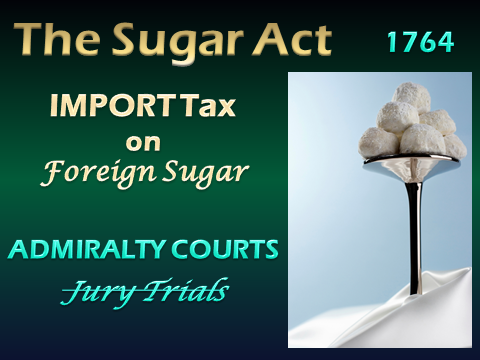 The Sugar Act 1764
IMPORT Tax
on
Foreign Sugar
ADMIRALTY COURTS
Jury Trials